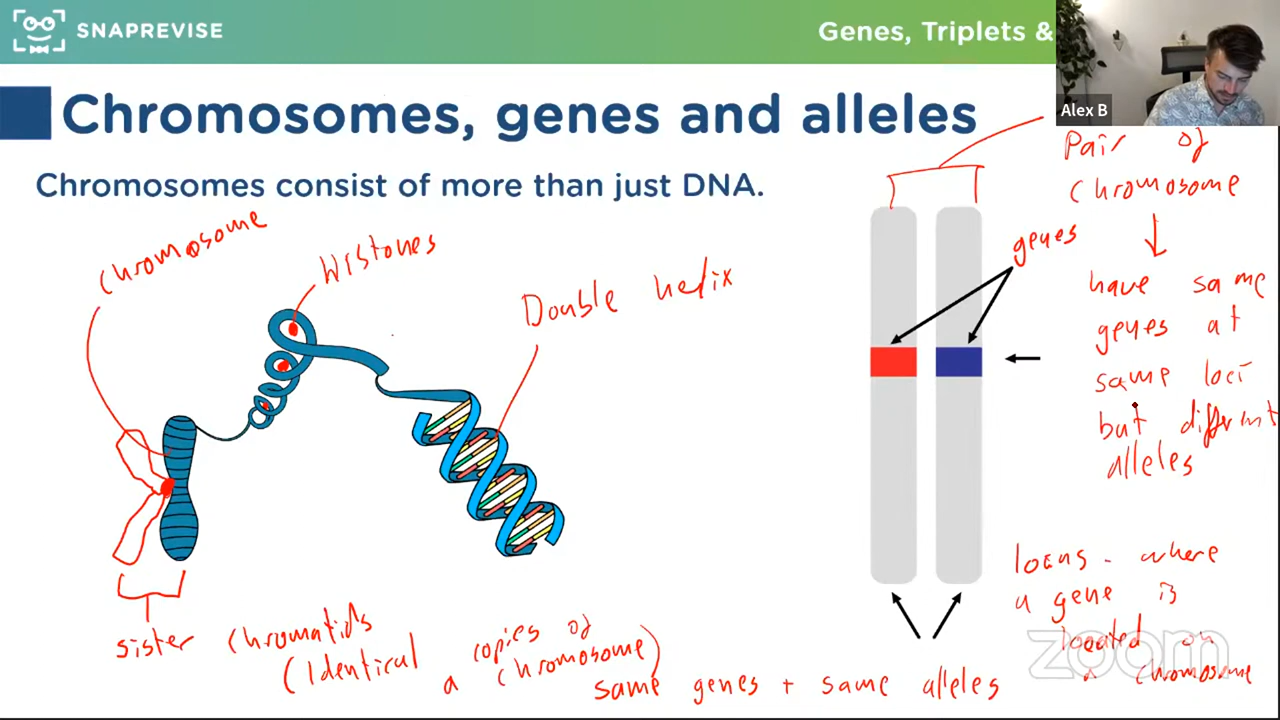 SNAPREVISE
Genes, Triplets &
Alex B
Chromosomes, genes and alleles
Chromosomes consist of more than just DNA.
Pair of
Chromosome
have same
genes at
same loci
but different
alleles
chromosome
Histones
Double helix
genes
sister chromatids
(Identical copies of
a chromosome)
same genes + same alleles
locus - where
a gene is
located on
a chromosome
zoom